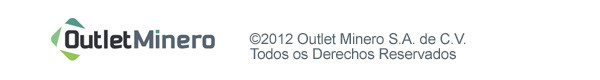 OutletMinero
©2012 Outlet Minero S.A. de C.V.
Todos os Derechos Reservados